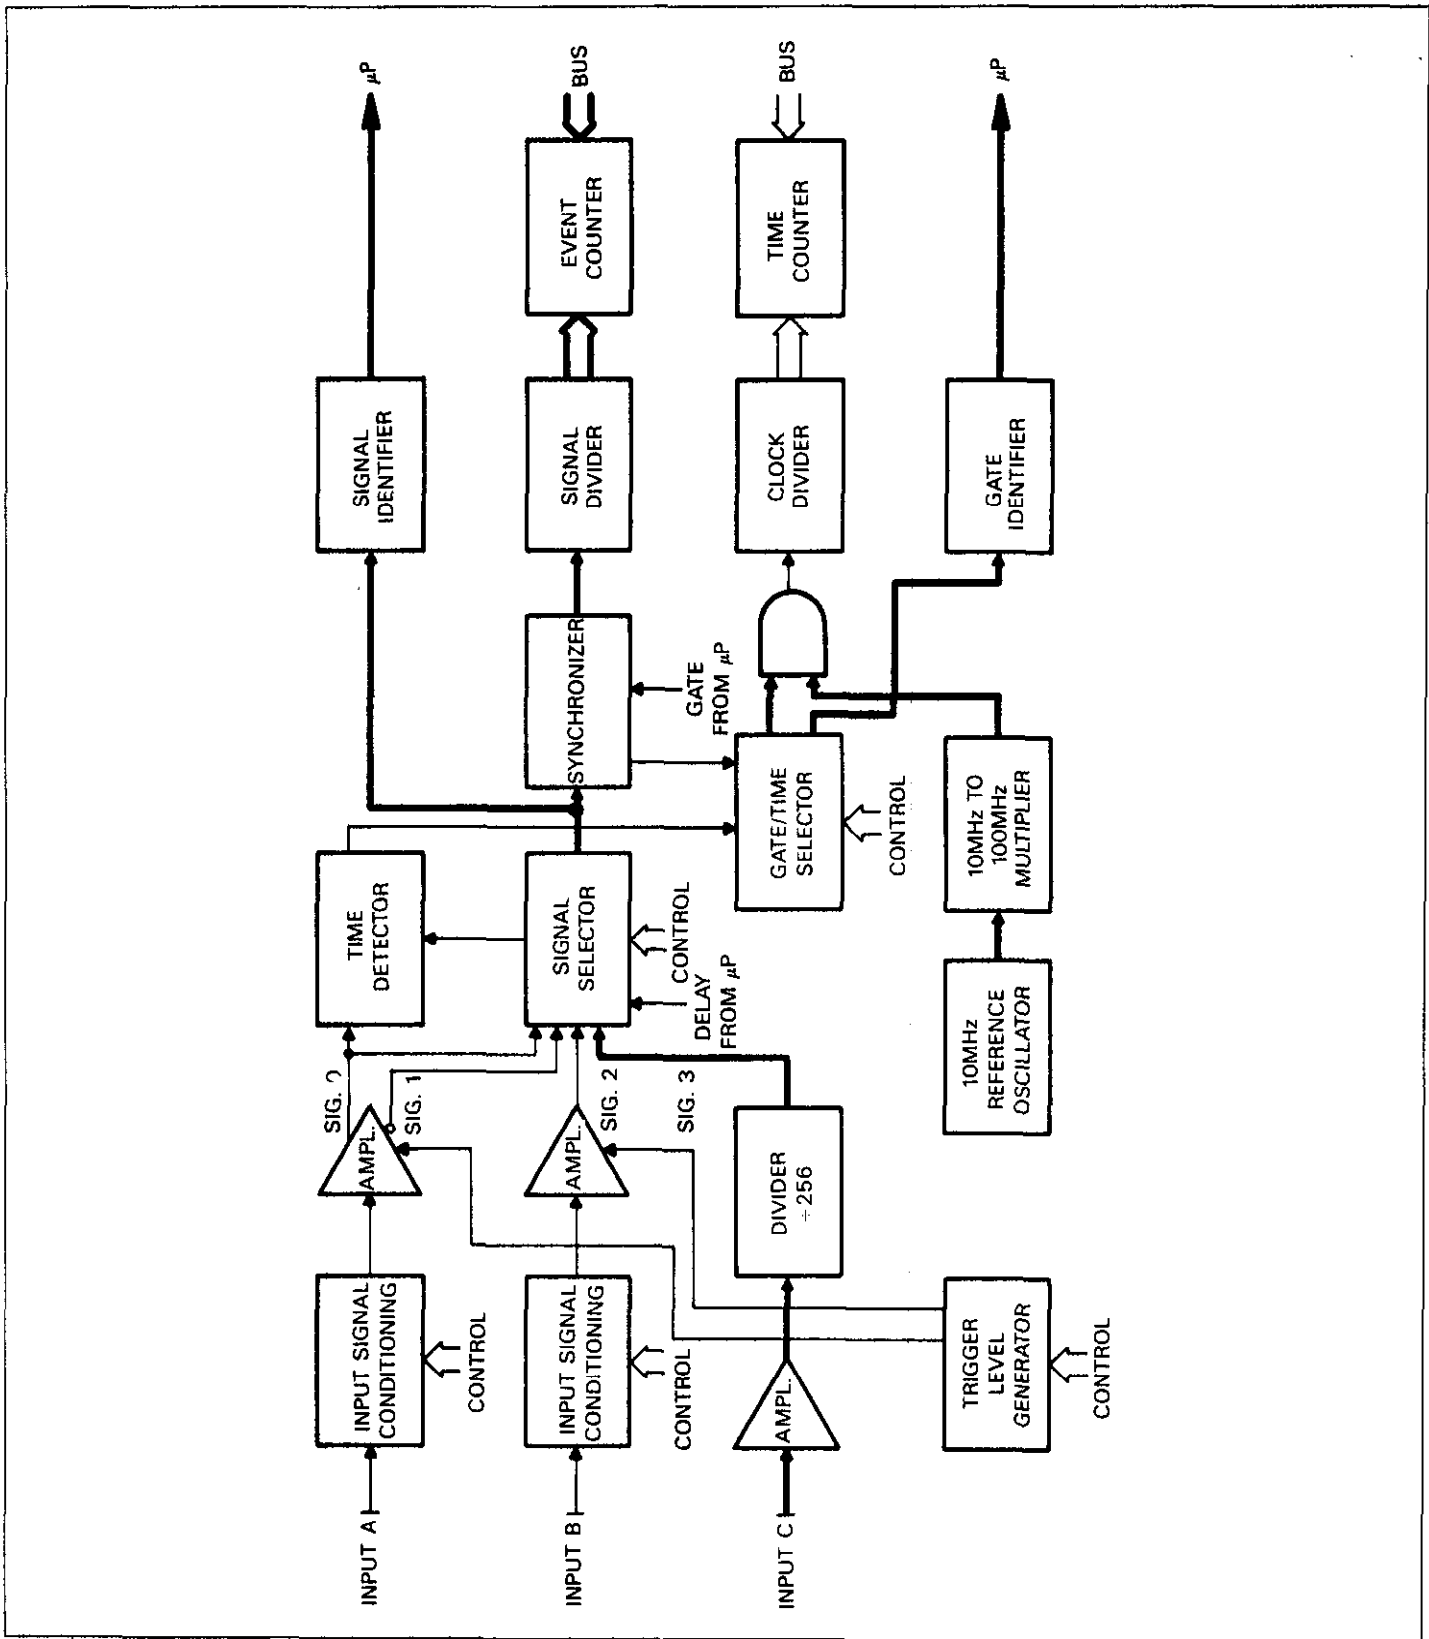 INPUT A
INPUT SIGNAL
CONDITIONING
CONTROL
AMPL.
SIG. 0
SIG. 1
TIME
DETECTOR
SIGNAL
IDENTIFIER
µP
INPUT B
INPUT SIGNAL
CONDITIONING
CONTROL
AMPL.
SIG. 2
SIG. 3
SIGNAL
SELECTOR
DELAY
FROM µP
CONTROL
SYNCHRONIZER
GATE
FROM µP
SIGNAL
DIVIDER
EVENT
COUNTER
BUS
INPUT C
AMPL.
DIVIDER
÷256
GATE/TIME
SELECTOR
CONTROL
CLOCK
DIVIDER
TIME
COUNTER
BUS
TRIGGER
LEVEL
GENERATOR
CONTROL
10MHz
REFERENCE
OSCILLATOR
10MHz TO
100MHz
MULTIPLIER
GATE
IDENTIFIER
µP